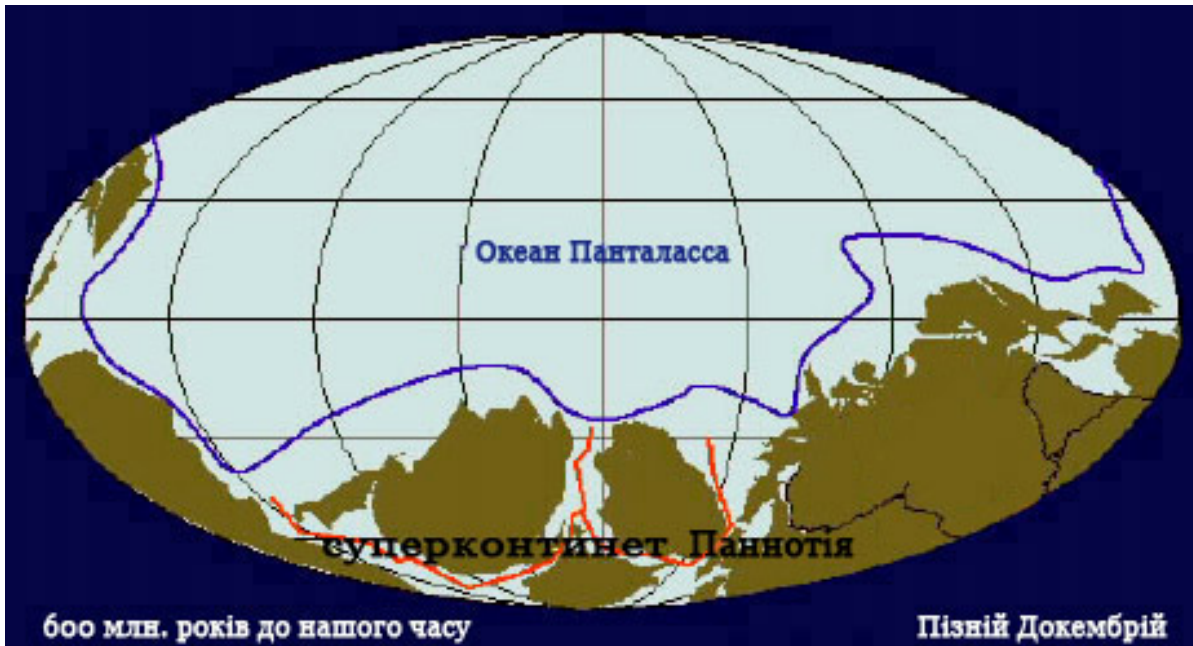 Океан Панталасса
суперконтинет Паннотія
600 млн. років до нашого часу
Пізній Докембрій